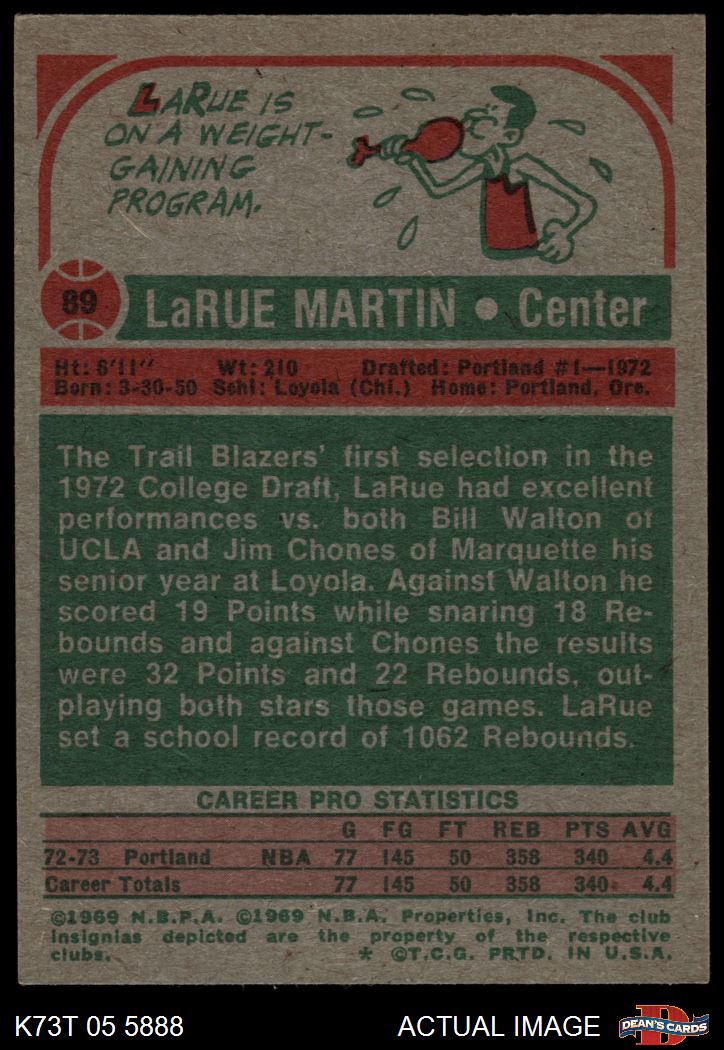 LARUE IS
ON A WEIGHT-
GAINING
PROGRAM.
89 LaRUE MARTIN • Center
Ht: 6'11" Wt: 210 Drafted: Portland #1—1972
Born: 3-30-50 Schl: Loyola (Chi.) Home: Portland, Ore.
The Trail Blazers' first selection in the
1972 College Draft, LaRue had excellent
performances vs. both Bill Walton of
UCLA and Jim Chones of Marquette his
senior year at Loyola. Against Walton he
scored 19 Points while snaring 18 Re-
bounds and against Chones the results
were 32 Points and 22 Rebounds, out-
playing both stars those games. LaRue
set a school record of 1062 Rebounds.
CAREER PRO STATISTICS
G FG FT REB PTS AVG
72-73 Portland NBA 77 145 50 358 340 4.4
Career Totals 77 145 50 358 340 4.4
©1969 N.B.P.A. ©1969 N.B.A. Properties, Inc. The club
insignias depicted are the property of the respective
clubs. * ©T.C.G. PRTD. IN U.S.A.
K73T 05 5888 ACTUAL IMAGE D DEAN'S CARDS